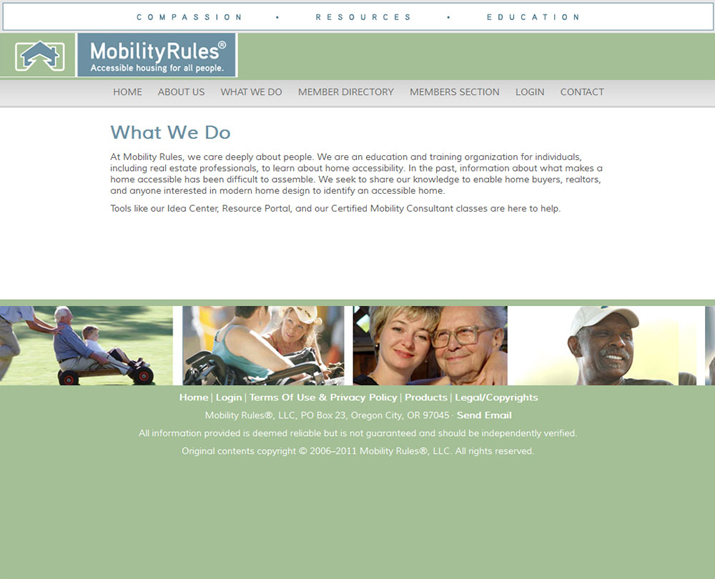 COMPASSION • RESOURCES • EDUCATION
MobilityRules®
Accessible housing for all people.
HOME ABOUT US WHAT WE DO MEMBER DIRECTORY MEMBERS SECTION LOGIN CONTACT
What We Do
At Mobility Rules, we care deeply about people. We are an education and training organization for individuals,
including real estate professionals, to learn about home accessibility. In the past, information about what makes a
home accessible has been difficult to assemble. We seek to share our knowledge to enable home buyers, realtors,
and anyone interested in modern home design to identify an accessible home.
Tools like our Idea Center, Resource Portal, and our Certified Mobility Consultant classes are here to help.
Home | Login | Terms Of Use & Privacy Policy | Products | Legal/Copyrights
Mobility Rules®, LLC, PO Box 23, Oregon City, OR 97045 · Send Email
All information provided is deemed reliable but is not guaranteed and should be independently verified.
Original contents copyright © 2006–2011 Mobility Rules®, LLC. All rights reserved.